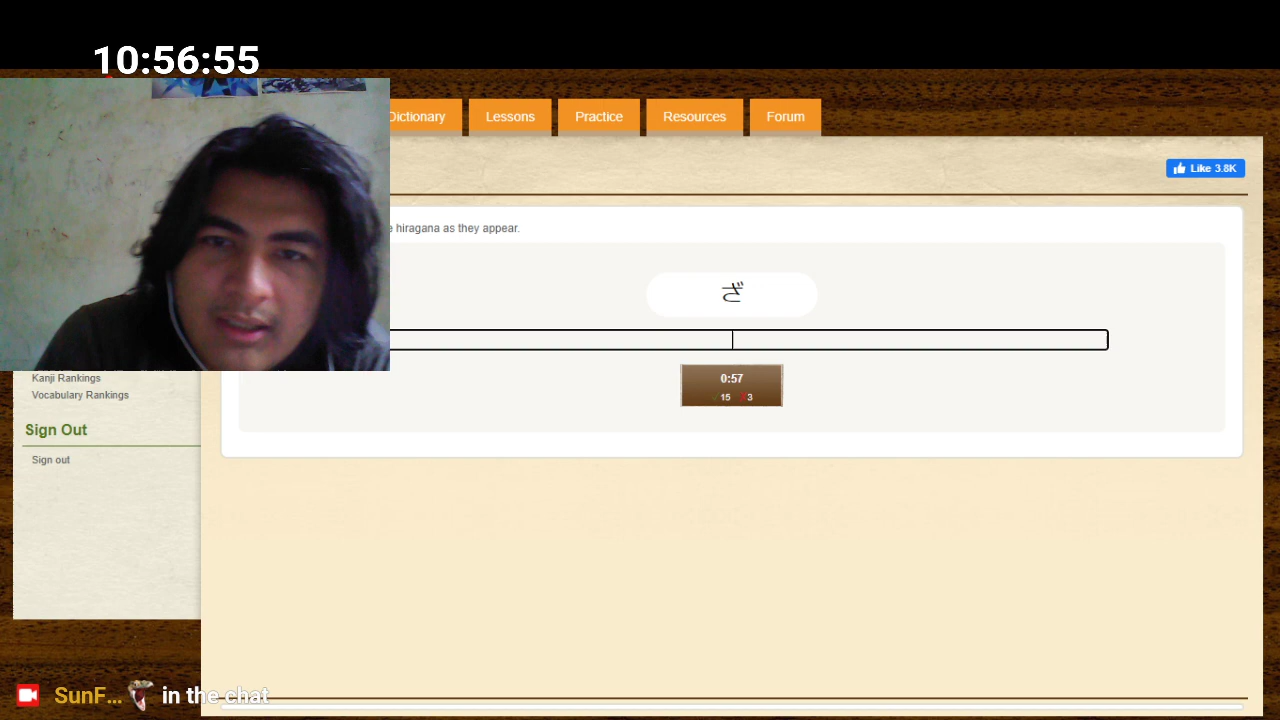 10:56:55
Dictionary
Lessons
Practice
Resources
Forum
Like 3.8K
hiragana as they appear.
ざ
0:57
15 3
Kanji Rankings
Vocabulary Rankings
Sign Out
Sign out
SunF... in the chat